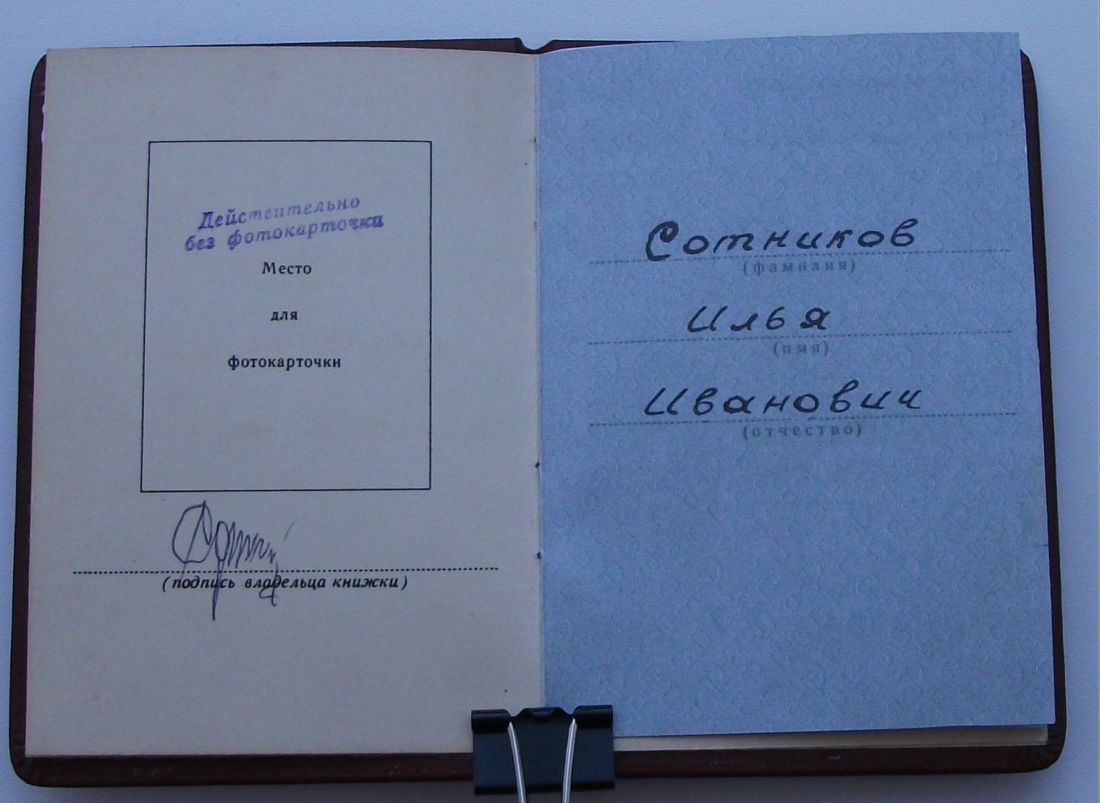 Действительно
без фотокарточки
Место
для
фотокарточки
(подпись владельца книжки)
Сотников
(фамилия)
Илья
(имя)
Иванович
(отчество)